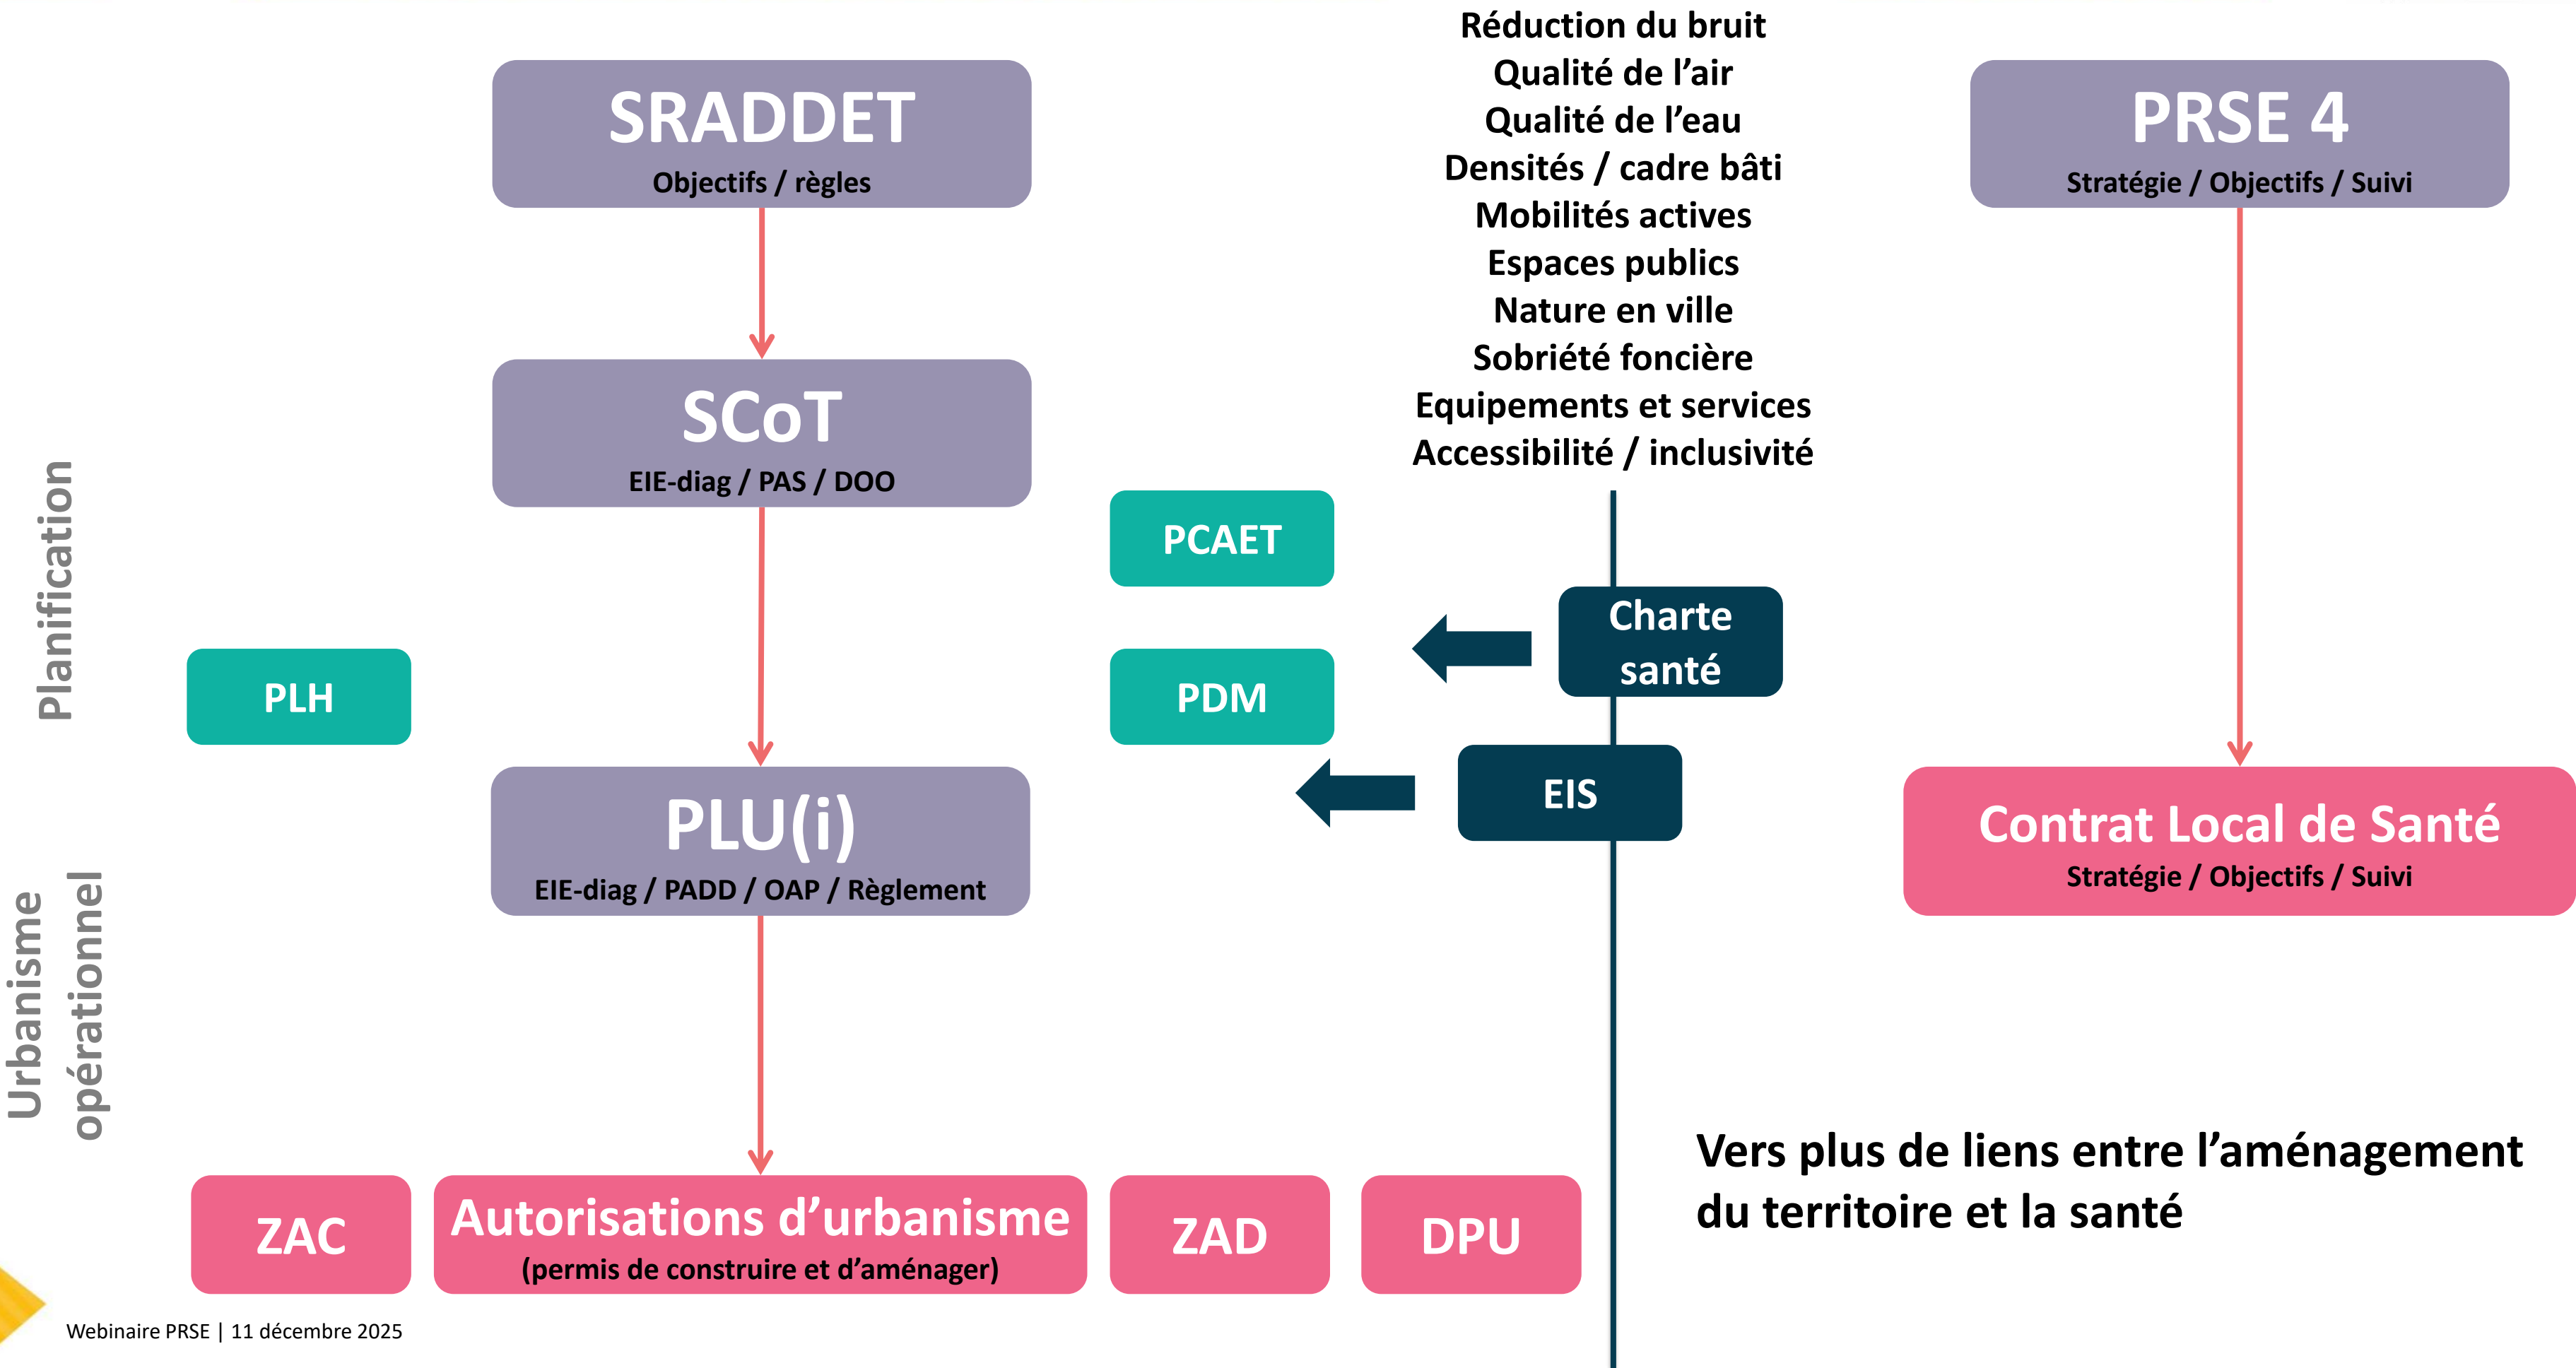 SRADDET
Objectifs / règles
Réduction du bruit
Qualité de l’air
Qualité de l’eau
Densités / cadre bâti
Mobilités actives
Espaces publics
Nature en ville
Sobriété foncière
Equipements et services
Accessibilité / inclusivité
PRSE 4
Stratégie / Objectifs / Suivi
Planification
SCoT
EIE-diag / PAS / DOO
PCAET
Charte
santé
PLH
PDM
EIS
Urbanisme
opérationnel
PLU(i)
EIE-diag / PADD / OAP / Règlement
Contrat Local de Santé
Stratégie / Objectifs / Suivi
Vers plus de liens entre l’aménagement
du territoire et la santé
ZAC
Autorisations d’urbanisme
(permis de construire et d’aménager)
ZAD
DPU
Webinaire PRSE | 11 décembre 2025